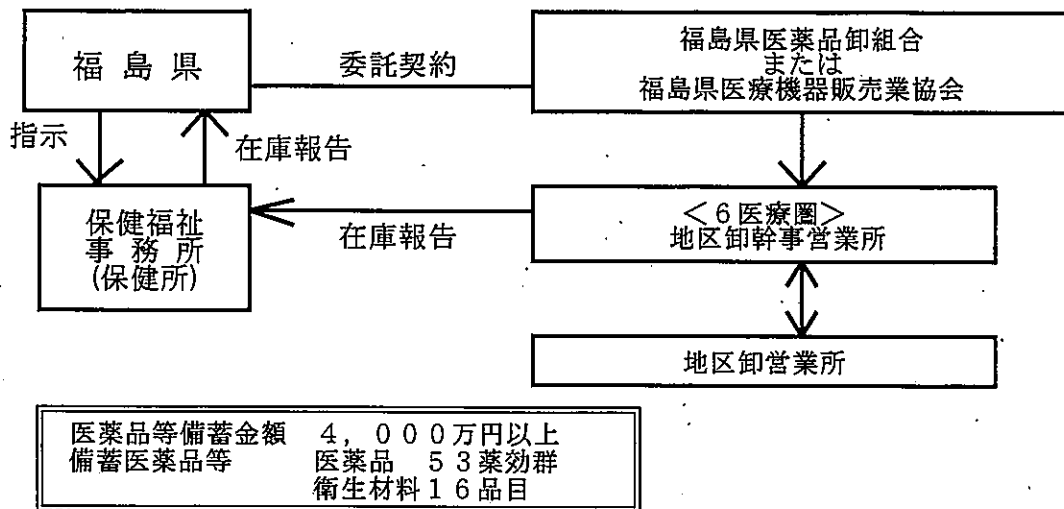 福島県
委託契約
福島県医薬品卸組合
または
福島県医療機器販売業協会
指示
在庫報告
保健福祉
事務所
(保健所)
在庫報告
＜６医療圏＞
地区卸幹事営業所
地区卸営業所
医薬品等備蓄金額　４，０００万円以上
備蓄医薬品等　医薬品　５３薬効群
衛生材料１６品目